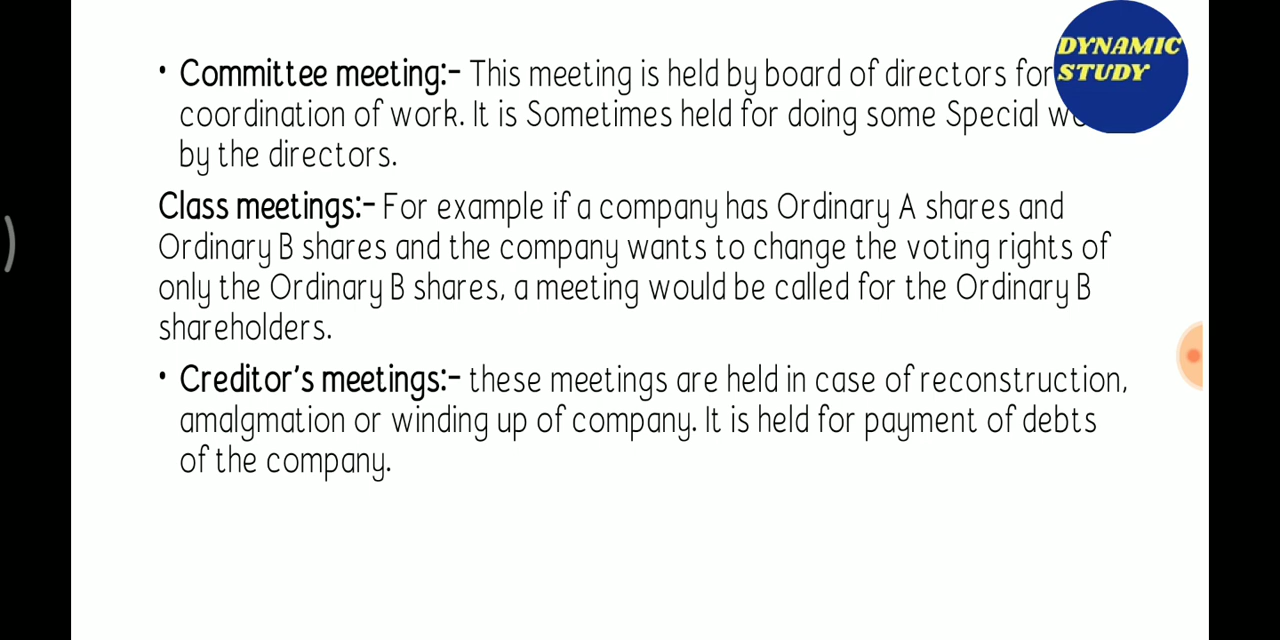 DYNAMIC
STUDY
• Committee meeting:- This meeting is held by board of directors for
coordination of work. It is Sometimes held for doing some Special
by the directors.
Class meetings:- For example if a company has Ordinary A shares and
Ordinary B shares and the company wants to change the voting rights of
only the Ordinary B shares, a meeting would be called for the Ordinary B
shareholders.
• Creditor's meetings:- these meetings are held in case of reconstruction,
amalgmation or winding up of company. It is held for payment of debts
of the company.